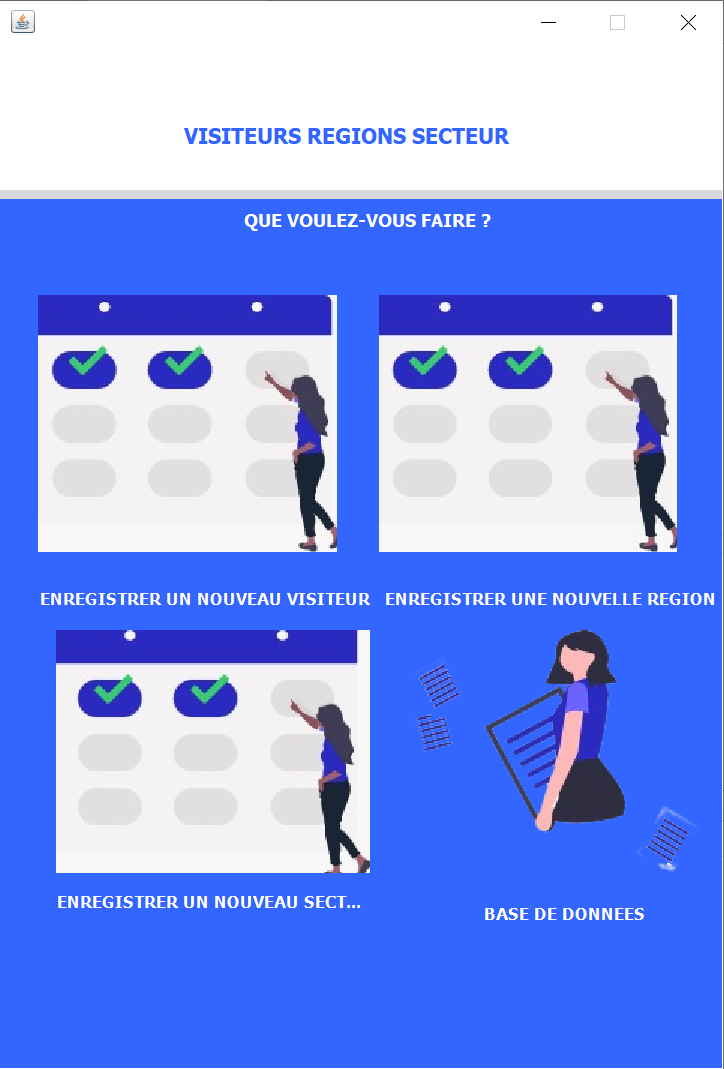 VISITEURS REGIONS SECTEUR
QUE VOULEZ-VOUS FAIRE ?
ENREGISTRER UN NOUVEAU VISITEUR
ENREGISTRER UNE NOUVELLE REGION
ENREGISTRER UN NOUVEAU SECT...
BASE DE DONNEES